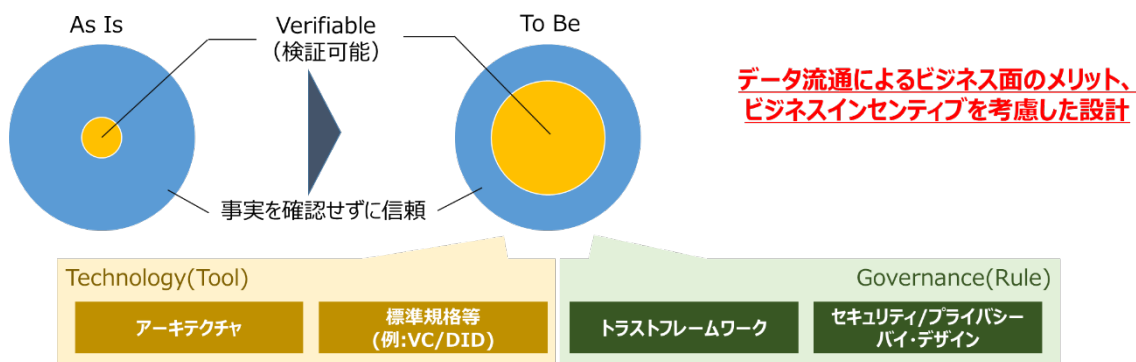 As Is
Verifiable
（検証可能）
To Be
データ流通によるビジネス面のメリット、
ビジネスインセンティブを考慮した設計
事実を確認せずに信頼
Technology(Tool)
アーキテクチャ
標準規格等
(例:VC/DID)
Governance(Rule)
トラストフレームワーク
セキュリティ/プライバシー
バイ・デザイン